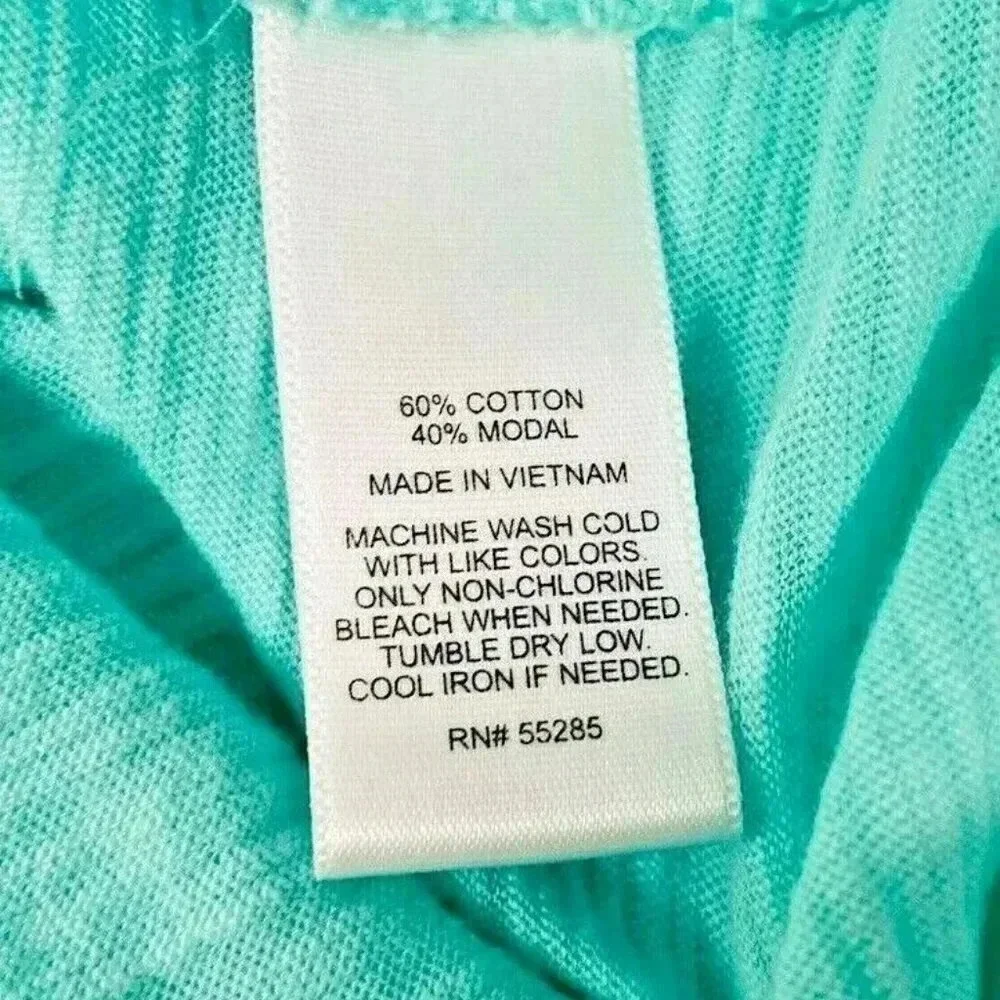 60% COTTON
40% MODAL
MADE IN VIETNAM
MACHINE WASH COLD
WITH LIKE COLORS.
ONLY NON-CHLORINE
BLEACH WHEN NEEDED.
TUMBLE DRY LOW.
COOL IRON IF NEEDED.
RN# 55285